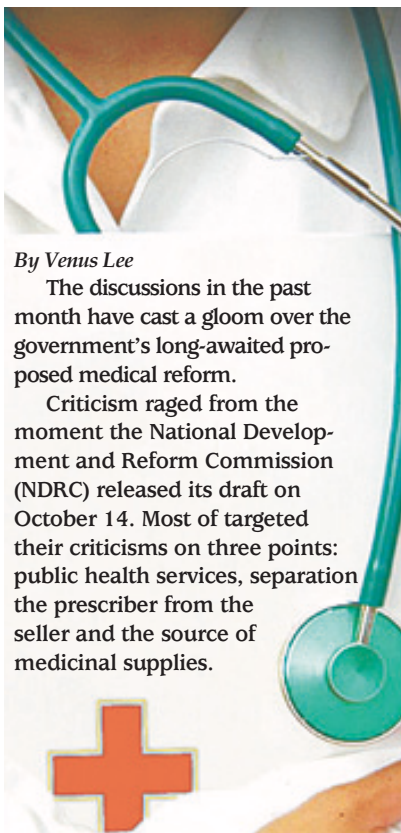 By Venus Lee
The discussions in the past
month have cast a gloom over the
government's long-awaited pro-
posed medical reform.
Criticism raged from the
moment the National Develop-
ment and Reform Commission
(NDRC) released its draft on
October 14. Most of targeted
their criticisms on three points:
public health services, separation
the prescriber from the
seller and the source of
medicinal supplies.